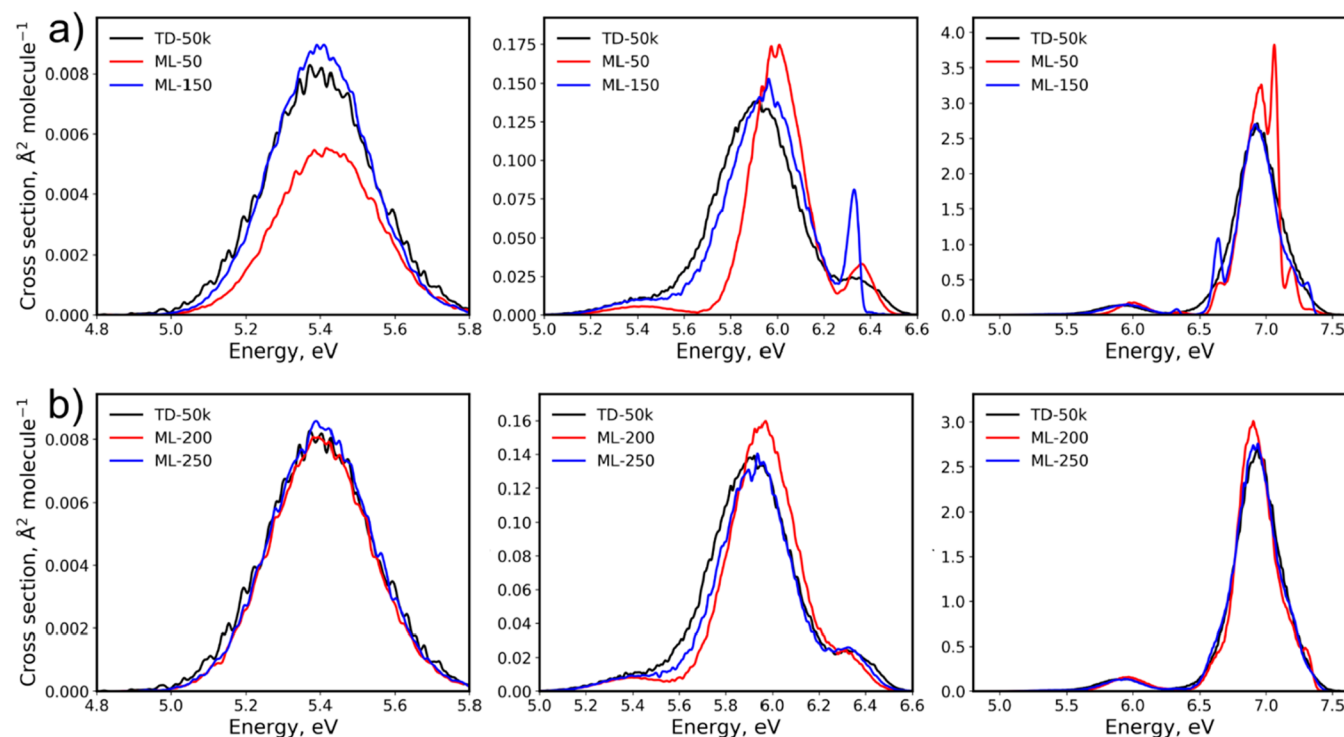 a)
Cross section, Å² molecule⁻¹
TD-50k
ML-50
ML-150
0.008
0.006
0.004
0.002
0.000
4.8 5.0 5.2 5.4 5.6 5.8
Energy, eV
TD-50k
ML-50
ML-150
0.175
0.150
0.125
0.100
0.075
0.050
0.025
0.000
5.0 5.2 5.4 5.6 5.8 6.0 6.2 6.4 6.6
Energy, eV
TD-50k
ML-50
ML-150
4.0
3.5
3.0
2.5
2.0
1.5
1.0
0.5
0.0
5.0 5.5 6.0 6.5 7.0 7.5
Energy, eV
b)
Cross section, Å² molecule⁻¹
TD-50k
ML-200
ML-250
0.008
0.006
0.004
0.002
0.000
4.8 5.0 5.2 5.4 5.6 5.8
Energy, eV
TD-50k
ML-200
ML-250
0.16
0.14
0.12
0.10
0.08
0.06
0.04
0.02
0.00
5.0 5.2 5.4 5.6 5.8 6.0 6.2 6.4 6.6
Energy, eV
TD-50k
ML-200
ML-250
3.0
2.5
2.0
1.5
1.0
0.5
0.0
5.0 5.5 6.0 6.5 7.0 7.5
Energy, eV